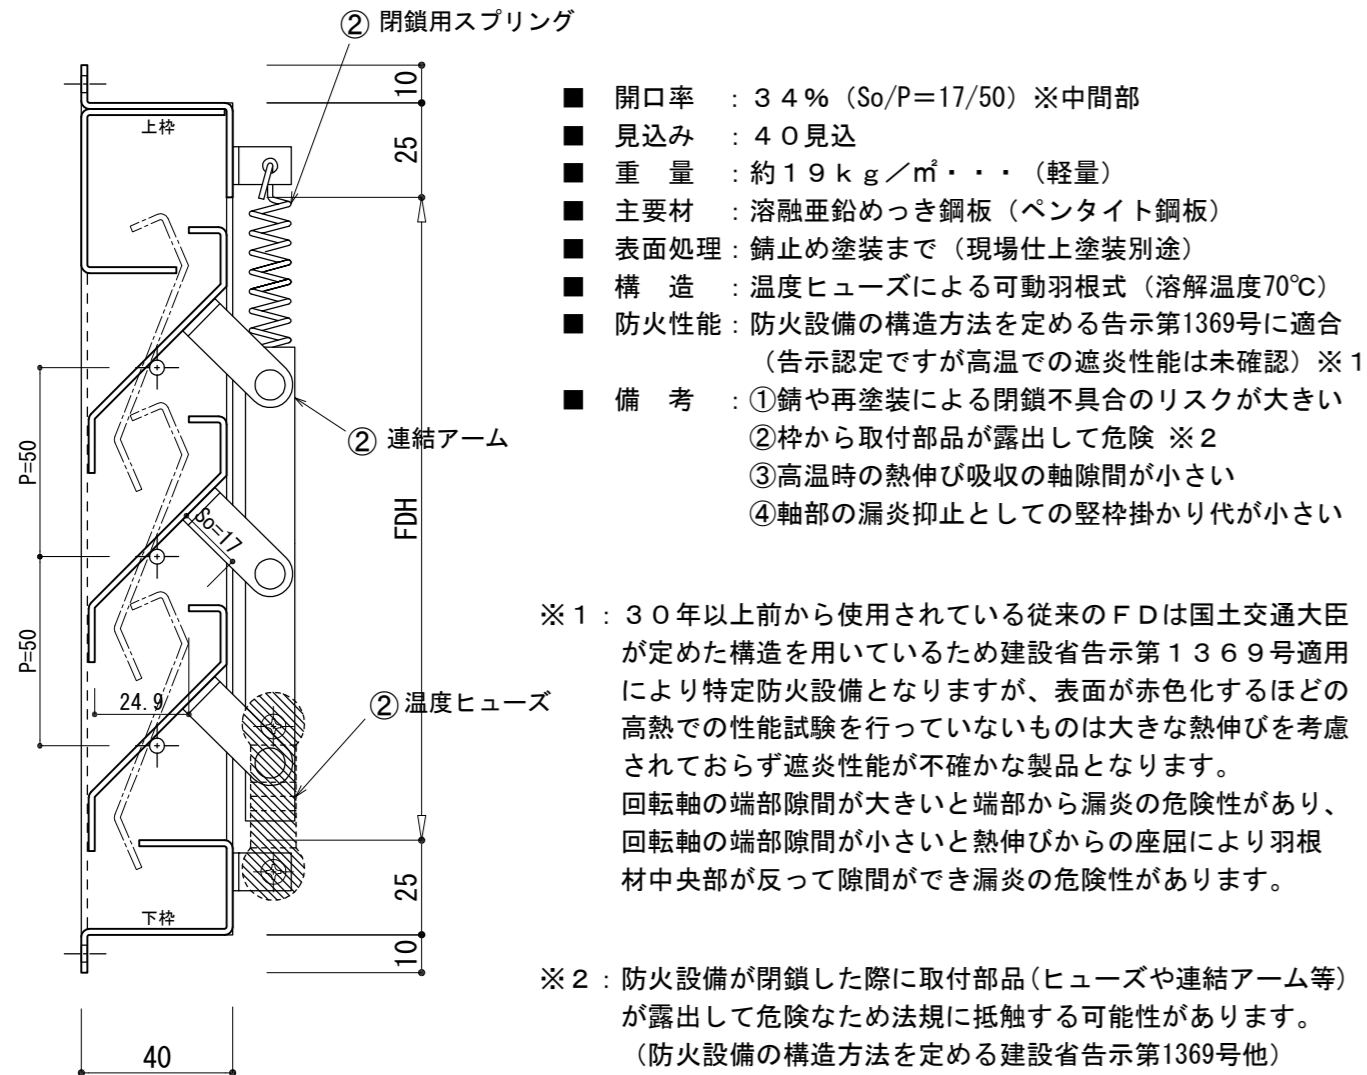 ② 閉鎖用スプリング
10
上枠
25
② 連結アーム
P=50
So=17
FDH
P=50
24.9
② 温度ヒューズ
25
下枠
10
40
■ 開口率 : 34% (So/P=17/50) ※中間部
■ 見込み : 40見込
■ 重 量 : 約19kg/㎡・・・ (軽量)
■ 主要材 : 溶融亜鉛めっき鋼板 (ペンタイト鋼板)
■ 表面処理 : 錆止め塗装まで (現場仕上塗装別途)
■ 構 造 : 温度ヒューズによる可動羽根式 (溶解温度70℃)
■ 防火性能 : 防火設備の構造方法を定める告示第1369号に適合
(告示認定ですが高温での遮炎性能は未確認) ※1
■ 備 考 : ①錆や再塗装による閉鎖不具合のリスクが大きい
②枠から取付部品が露出して危険 ※2
③高温時の熱伸び吸収の軸隙間が小さい
④軸部の漏炎抑止としての竪枠掛かり代が小さい
※1 : 30年以上前から使用されている従来のFDは国土交通大臣
が定めた構造を用いているため建設省告示第1369号適用
により特定防火設備となりますが、表面が赤色化するほどの
高熱での性能試験を行っていないものは大きな熱伸びを考慮
されておらず遮炎性能が不確かな製品となります。
回転軸の端部隙間が大きいと端部から漏炎の危険性があり、
回転軸の端部隙間が小さいと熱伸びからの座屈により羽根
材中央部が反って隙間ができ漏炎の危険性があります。
※2 : 防火設備が閉鎖した際に取付部品(ヒューズや連結アーム等)
が露出して危険なため法規に抵触する可能性があります。
(防火設備の構造方法を定める建設省告示第1369号他)